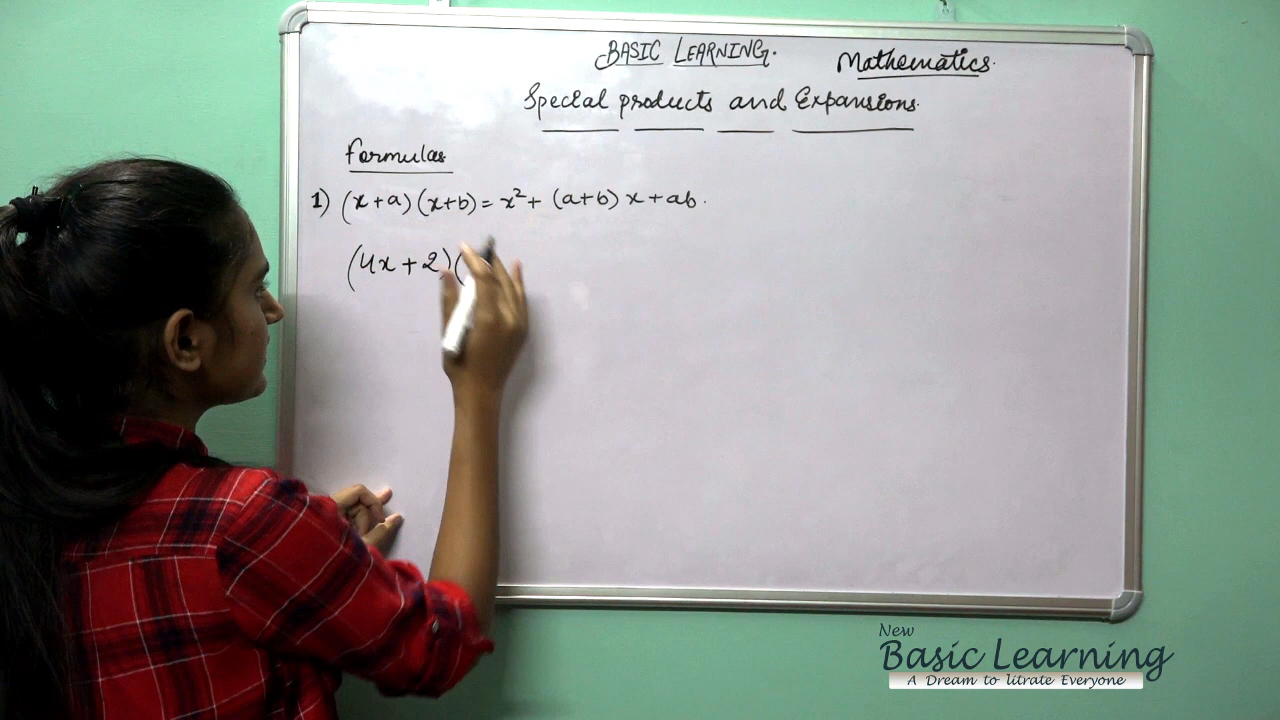 BASIC LEARNING.
Mathematics.
Special products and Expansions.
Formulas
1) (x+a)(x+b) = x²+ (a+b) x + ab.
(4x + 2)(
New
Basic Learning
A Dream to litrate Everyone